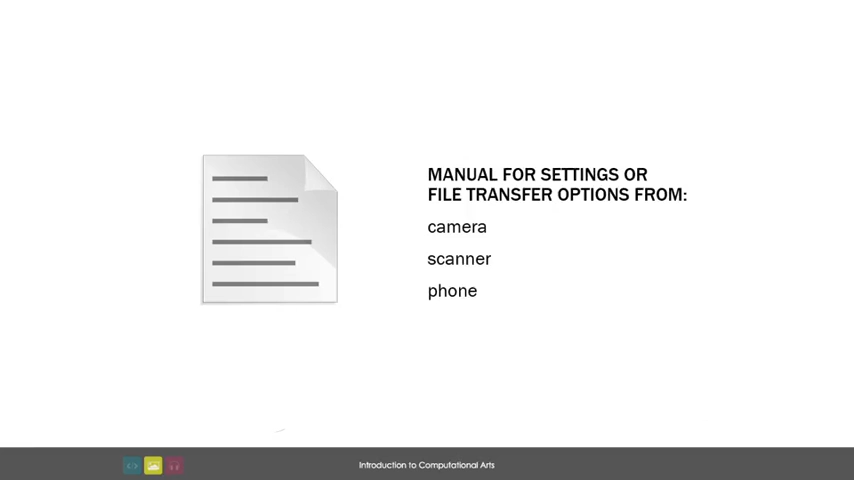 MANUAL FOR SETTINGS OR
FILE TRANSFER OPTIONS FROM:
camera
scanner
phone
Introduction to Computational Arts